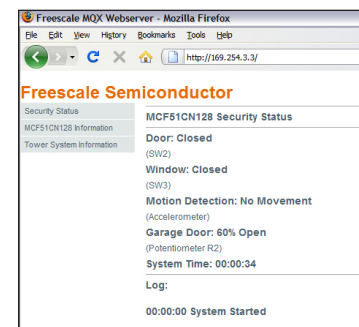 Freescale MQX Webserver - Mozilla Firefox
File Edit View History Bookmarks Tools Help
http://169.254.3.3/
Freescale Semiconductor
Security Status
MCF51CN128 Information
Tower System Information
MCF51CN128 Security Status
Door: Closed
(SW2)
Window: Closed
(SW3)
Motion Detection: No Movement
(Accelerometer)
Garage Door: 60% Open
(Potentiometer R2)
System Time: 00:00:34
Log:
00:00:00 System Started